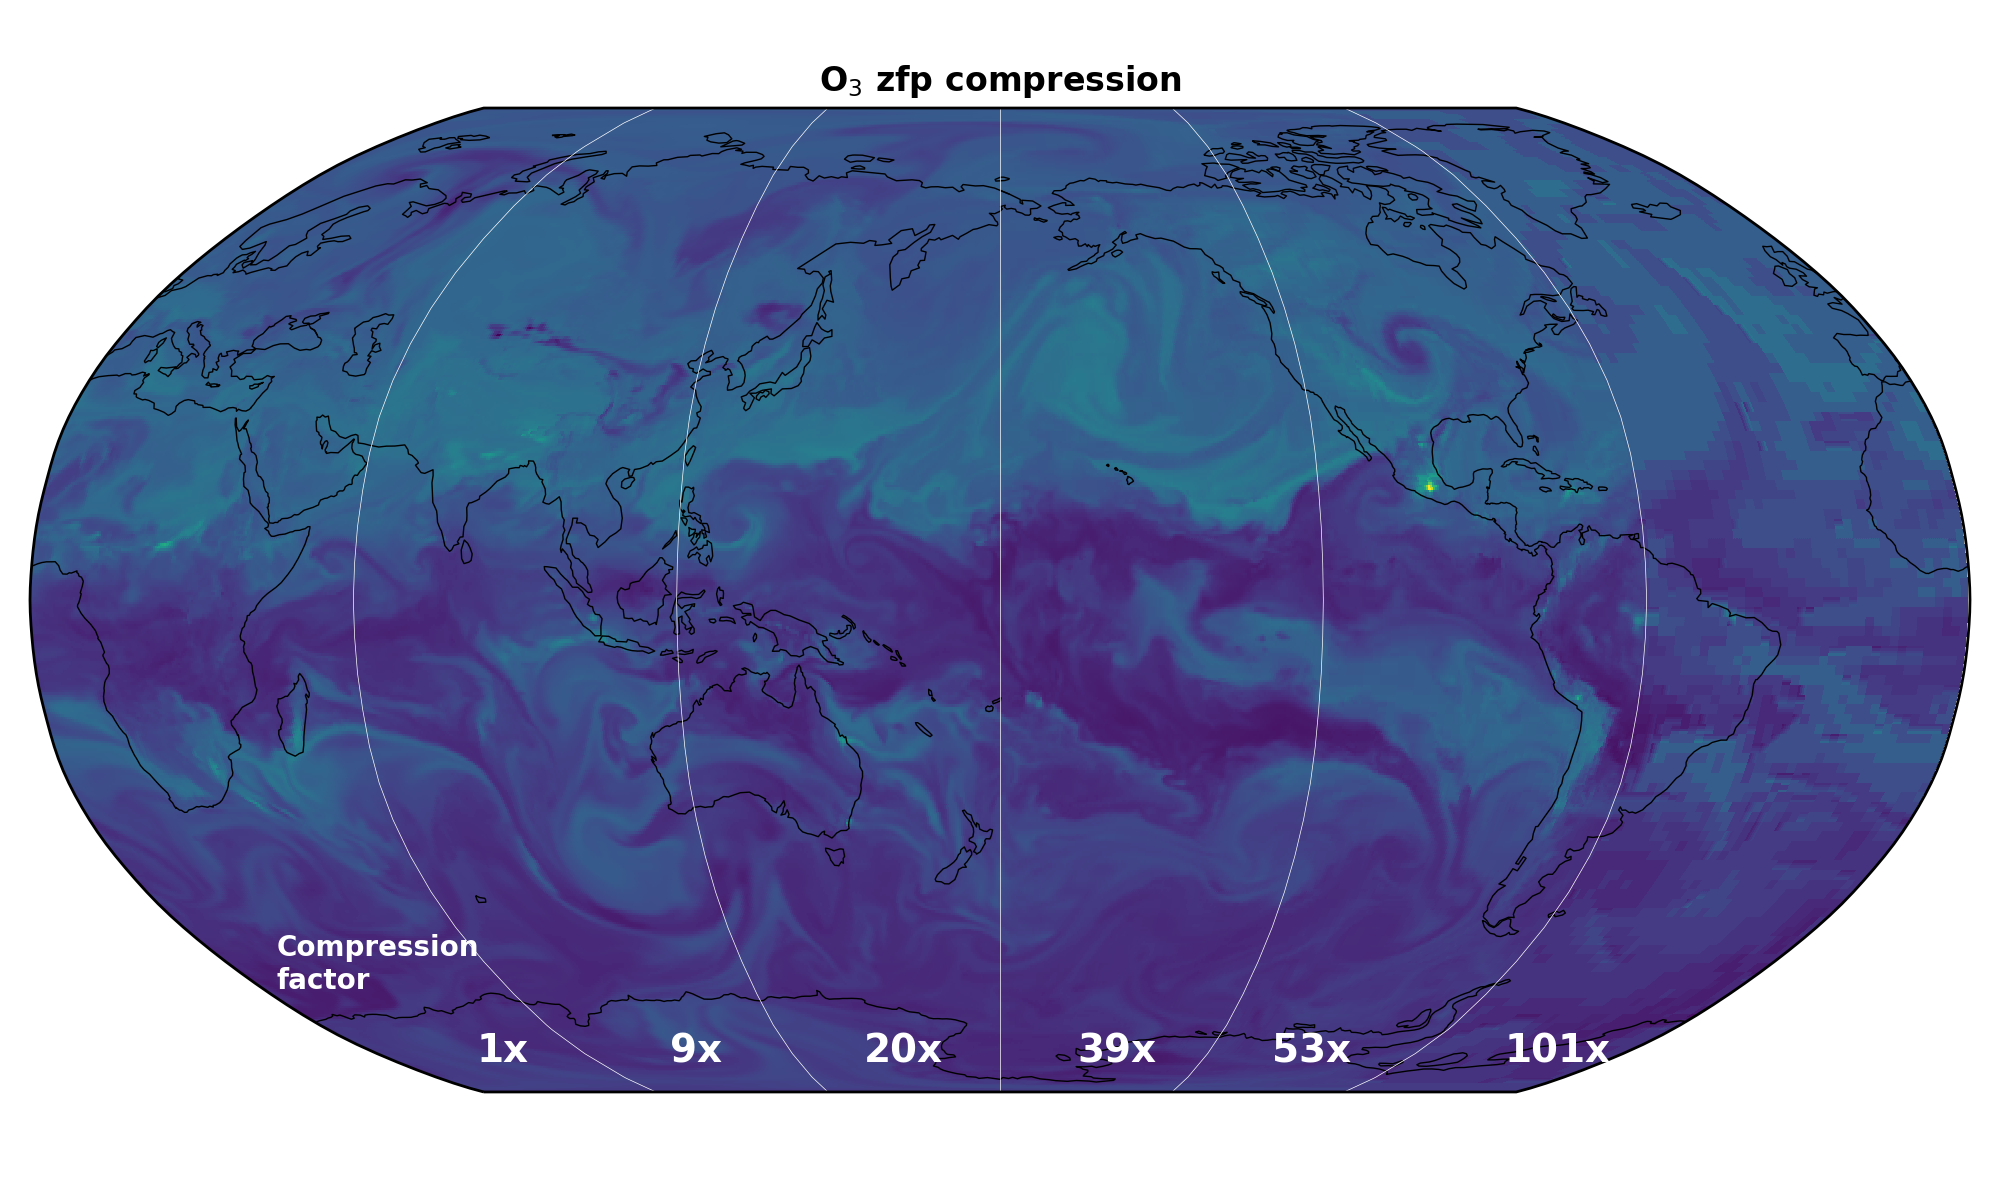 O₃ zfp compression
Compression
factor
1x 9x 20x 39x 53x 101x